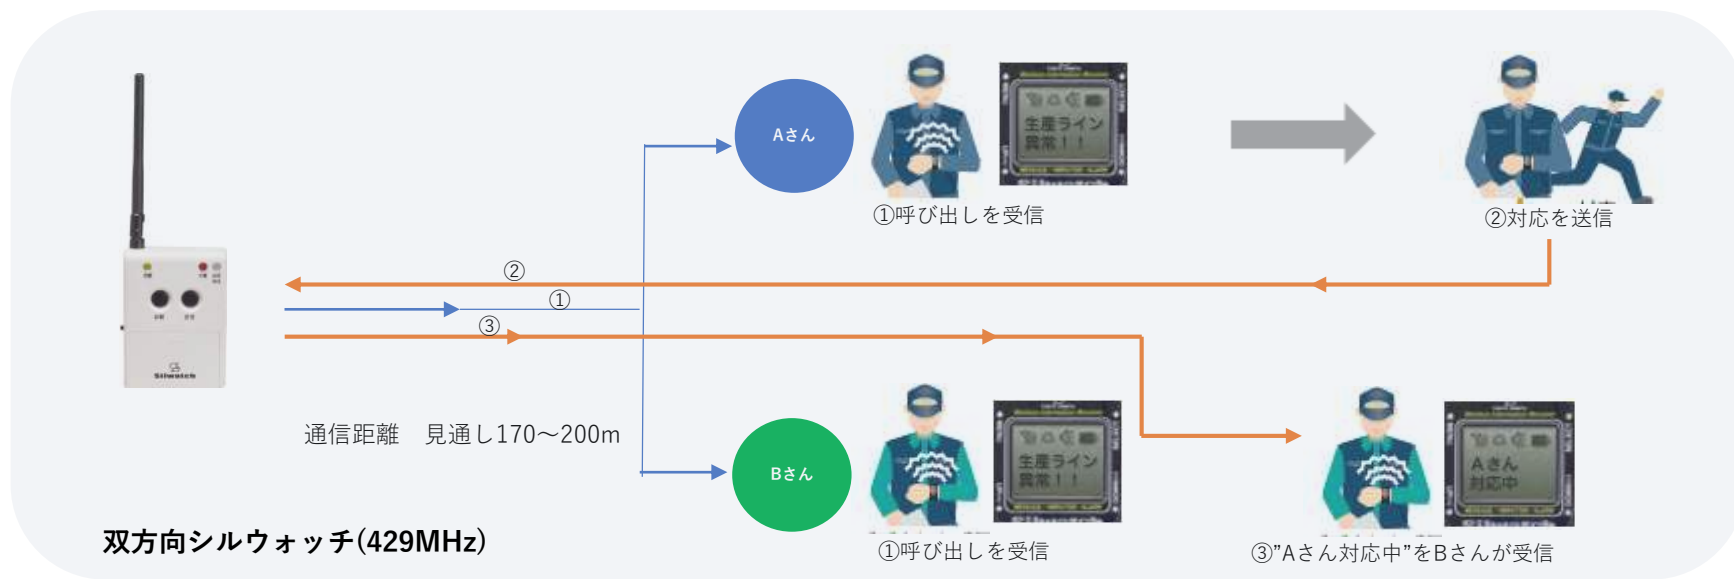 Aさん
生産ライン
異常！！
①呼び出しを受信
②対応を送信
②
①
③
Silwatch
通信距離　見通し170〜200m
Bさん
生産ライン
異常！！
Aさん
対応中
双方向シルウォッチ(429MHz)
①呼び出しを受信
③”Aさん対応中”をBさんが受信